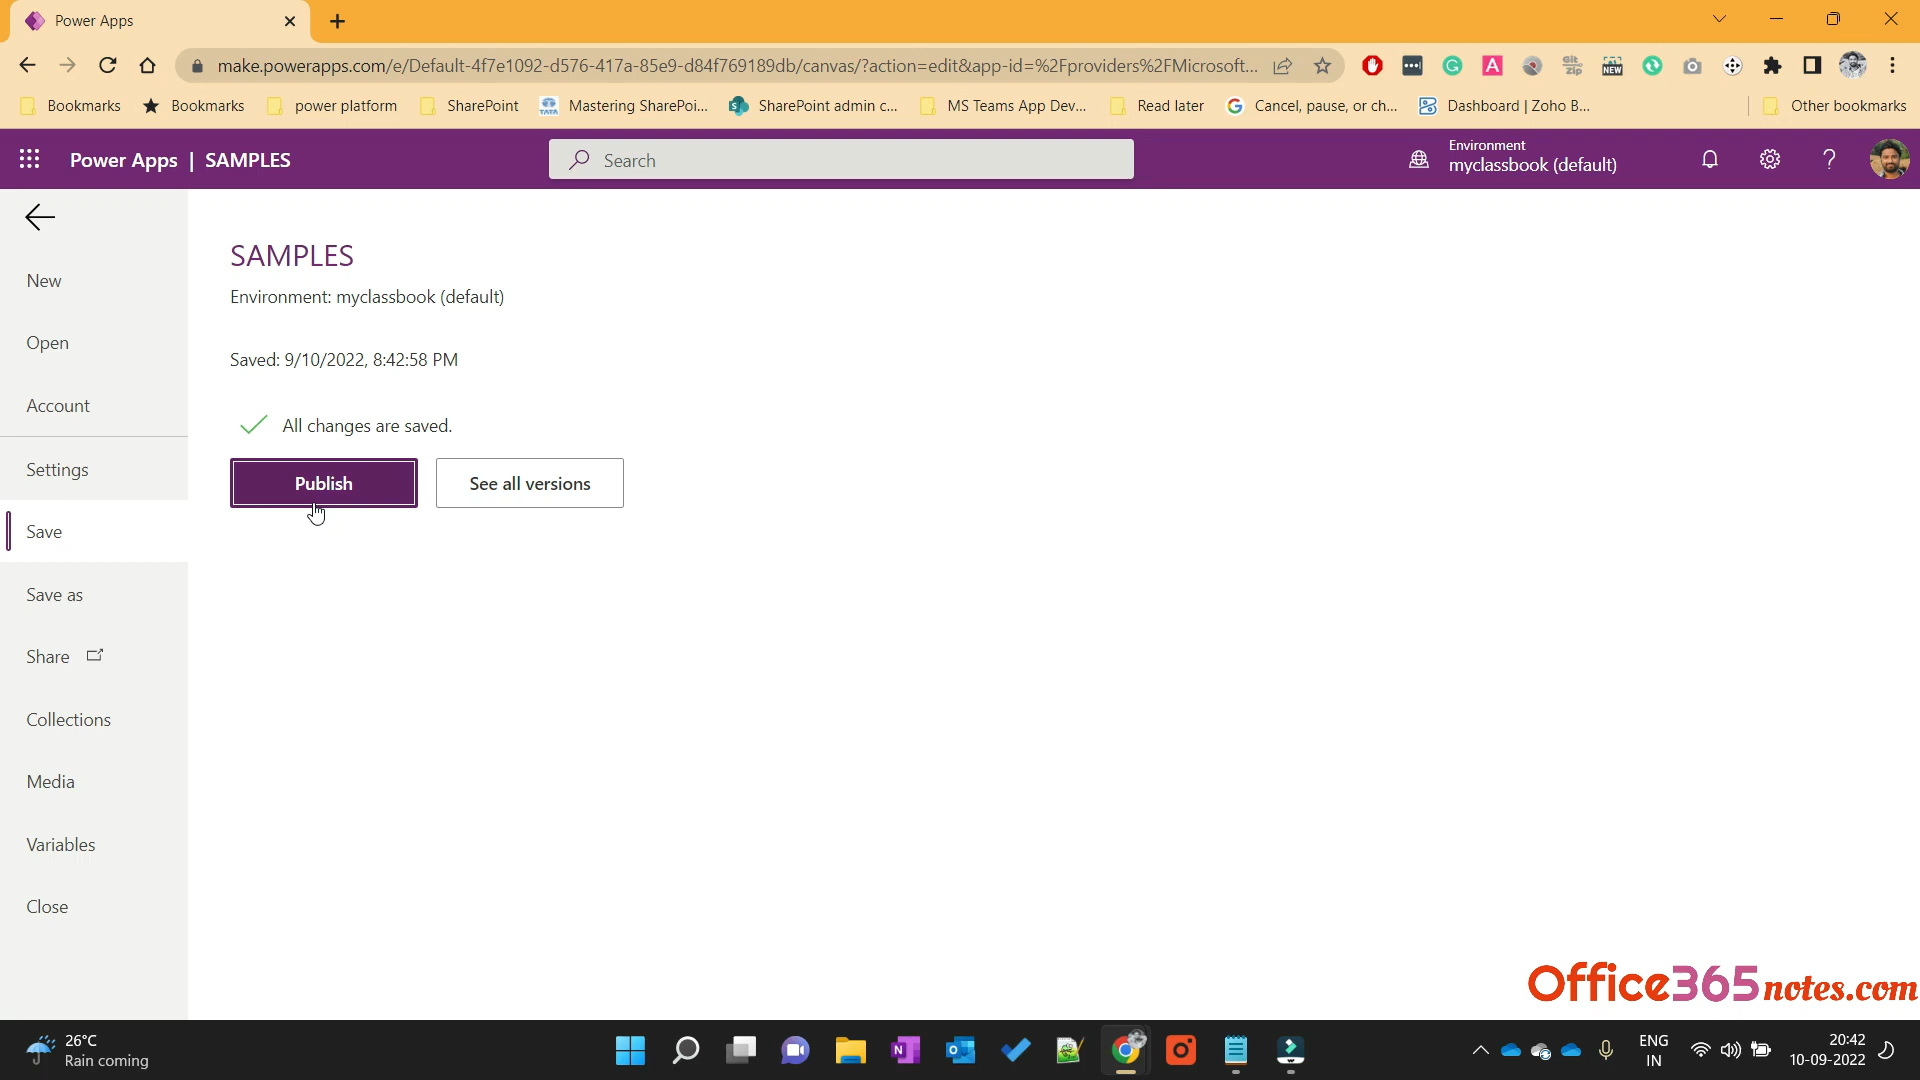 Power Apps
make.powerapps.com/e/Default-4f7e1092-d576-417a-85e9-d84f769189db/canvas/?action=edit&app-id=%2Fproviders%2FMicrosoft...
Bookmarks
Bookmarks
power platform
SharePoint
Mastering SharePoi...
SharePoint admin c...
MS Teams App Dev...
Read later
Cancel, pause, or ch...
Dashboard | Zoho B...
Other bookmarks
Power Apps | SAMPLES
Search
Environment
myclassbook (default)
New
Open
Account
Settings
Save
Save as
Share
Collections
Media
Variables
Close
SAMPLES
Environment: myclassbook (default)
Saved: 9/10/2022, 8:42:58 PM
All changes are saved.
Publish
See all versions
Office365notes.com
26°C
Rain coming
ENG
IN
20:42
10-09-2022